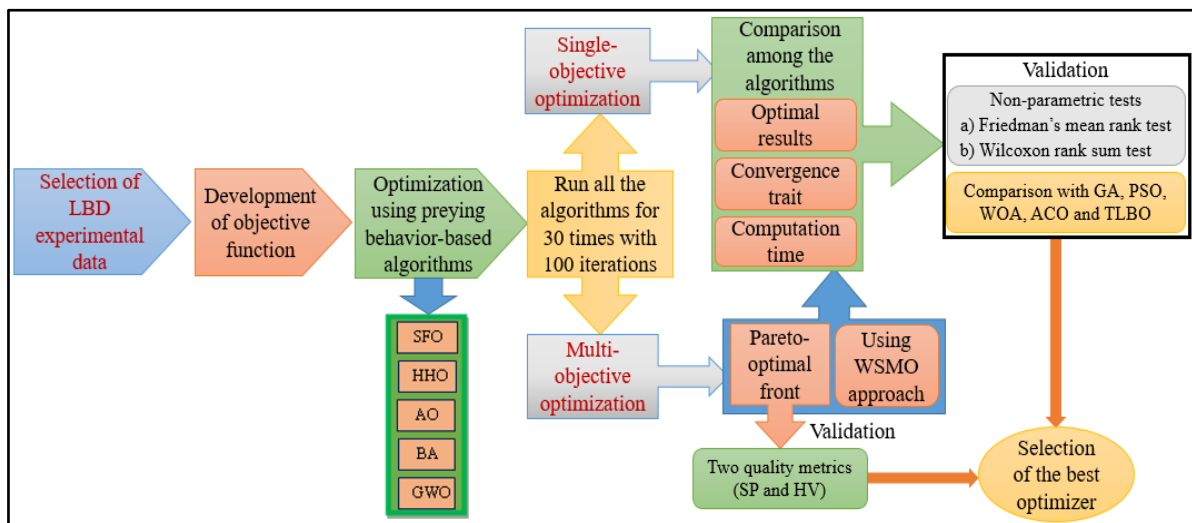 Selection of
LBD
experimental
data
Development
of objective
function
Optimization
using preying
behavior-based
algorithms
SFO
HHO
AO
BA
GWO
Run all the
algorithms for
30 times with
100 iterations
Single-
objective
optimization
Multi-
objective
optimization
Comparison
among the
algorithms
Optimal
results
Convergence
trait
Computation
time
Pareto-
optimal
front
Using
WSMO
approach
Validation
Two quality metrics
(SP and HV)
Validation
Non-parametric tests
a) Friedman's mean rank test
b) Wilcoxon rank sum test
Comparison with GA, PSO,
WOA, ACO and TLBO
Selection
of the best
optimizer